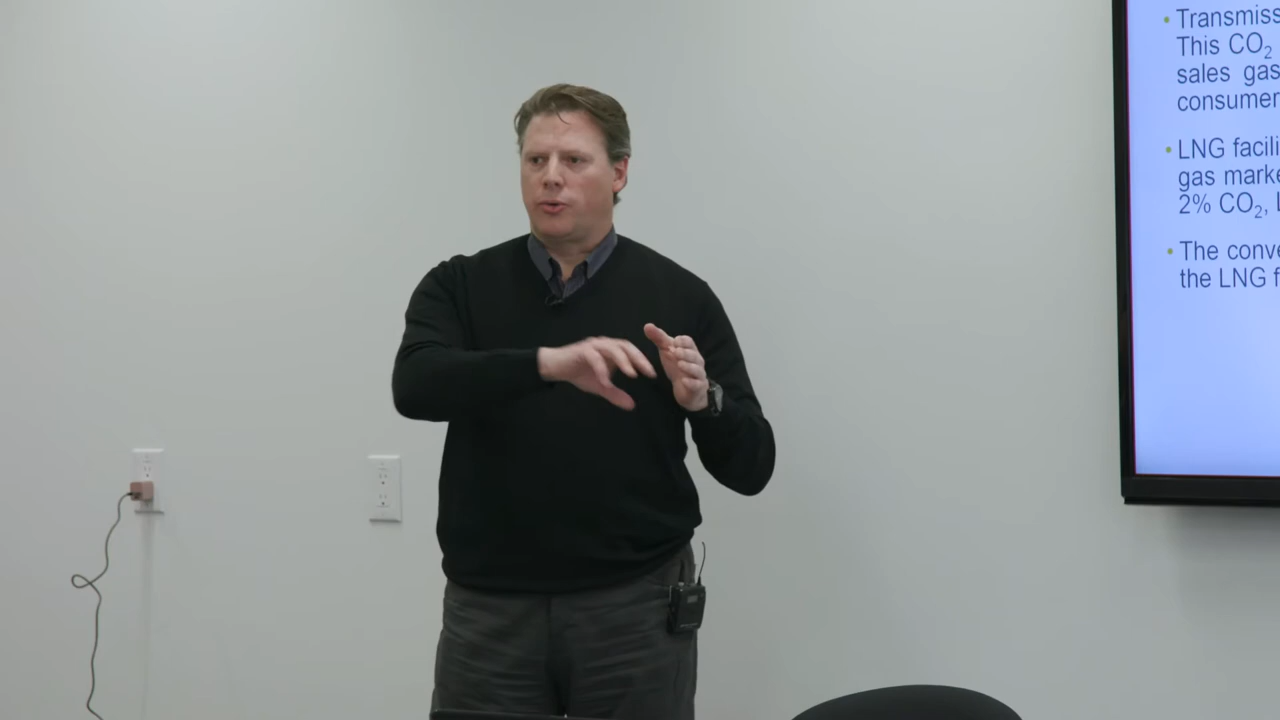 • Transmiss
This CO₂
sales gas
consumer
• LNG facili
gas marke
2% CO₂, L
• The conve
the LNG f